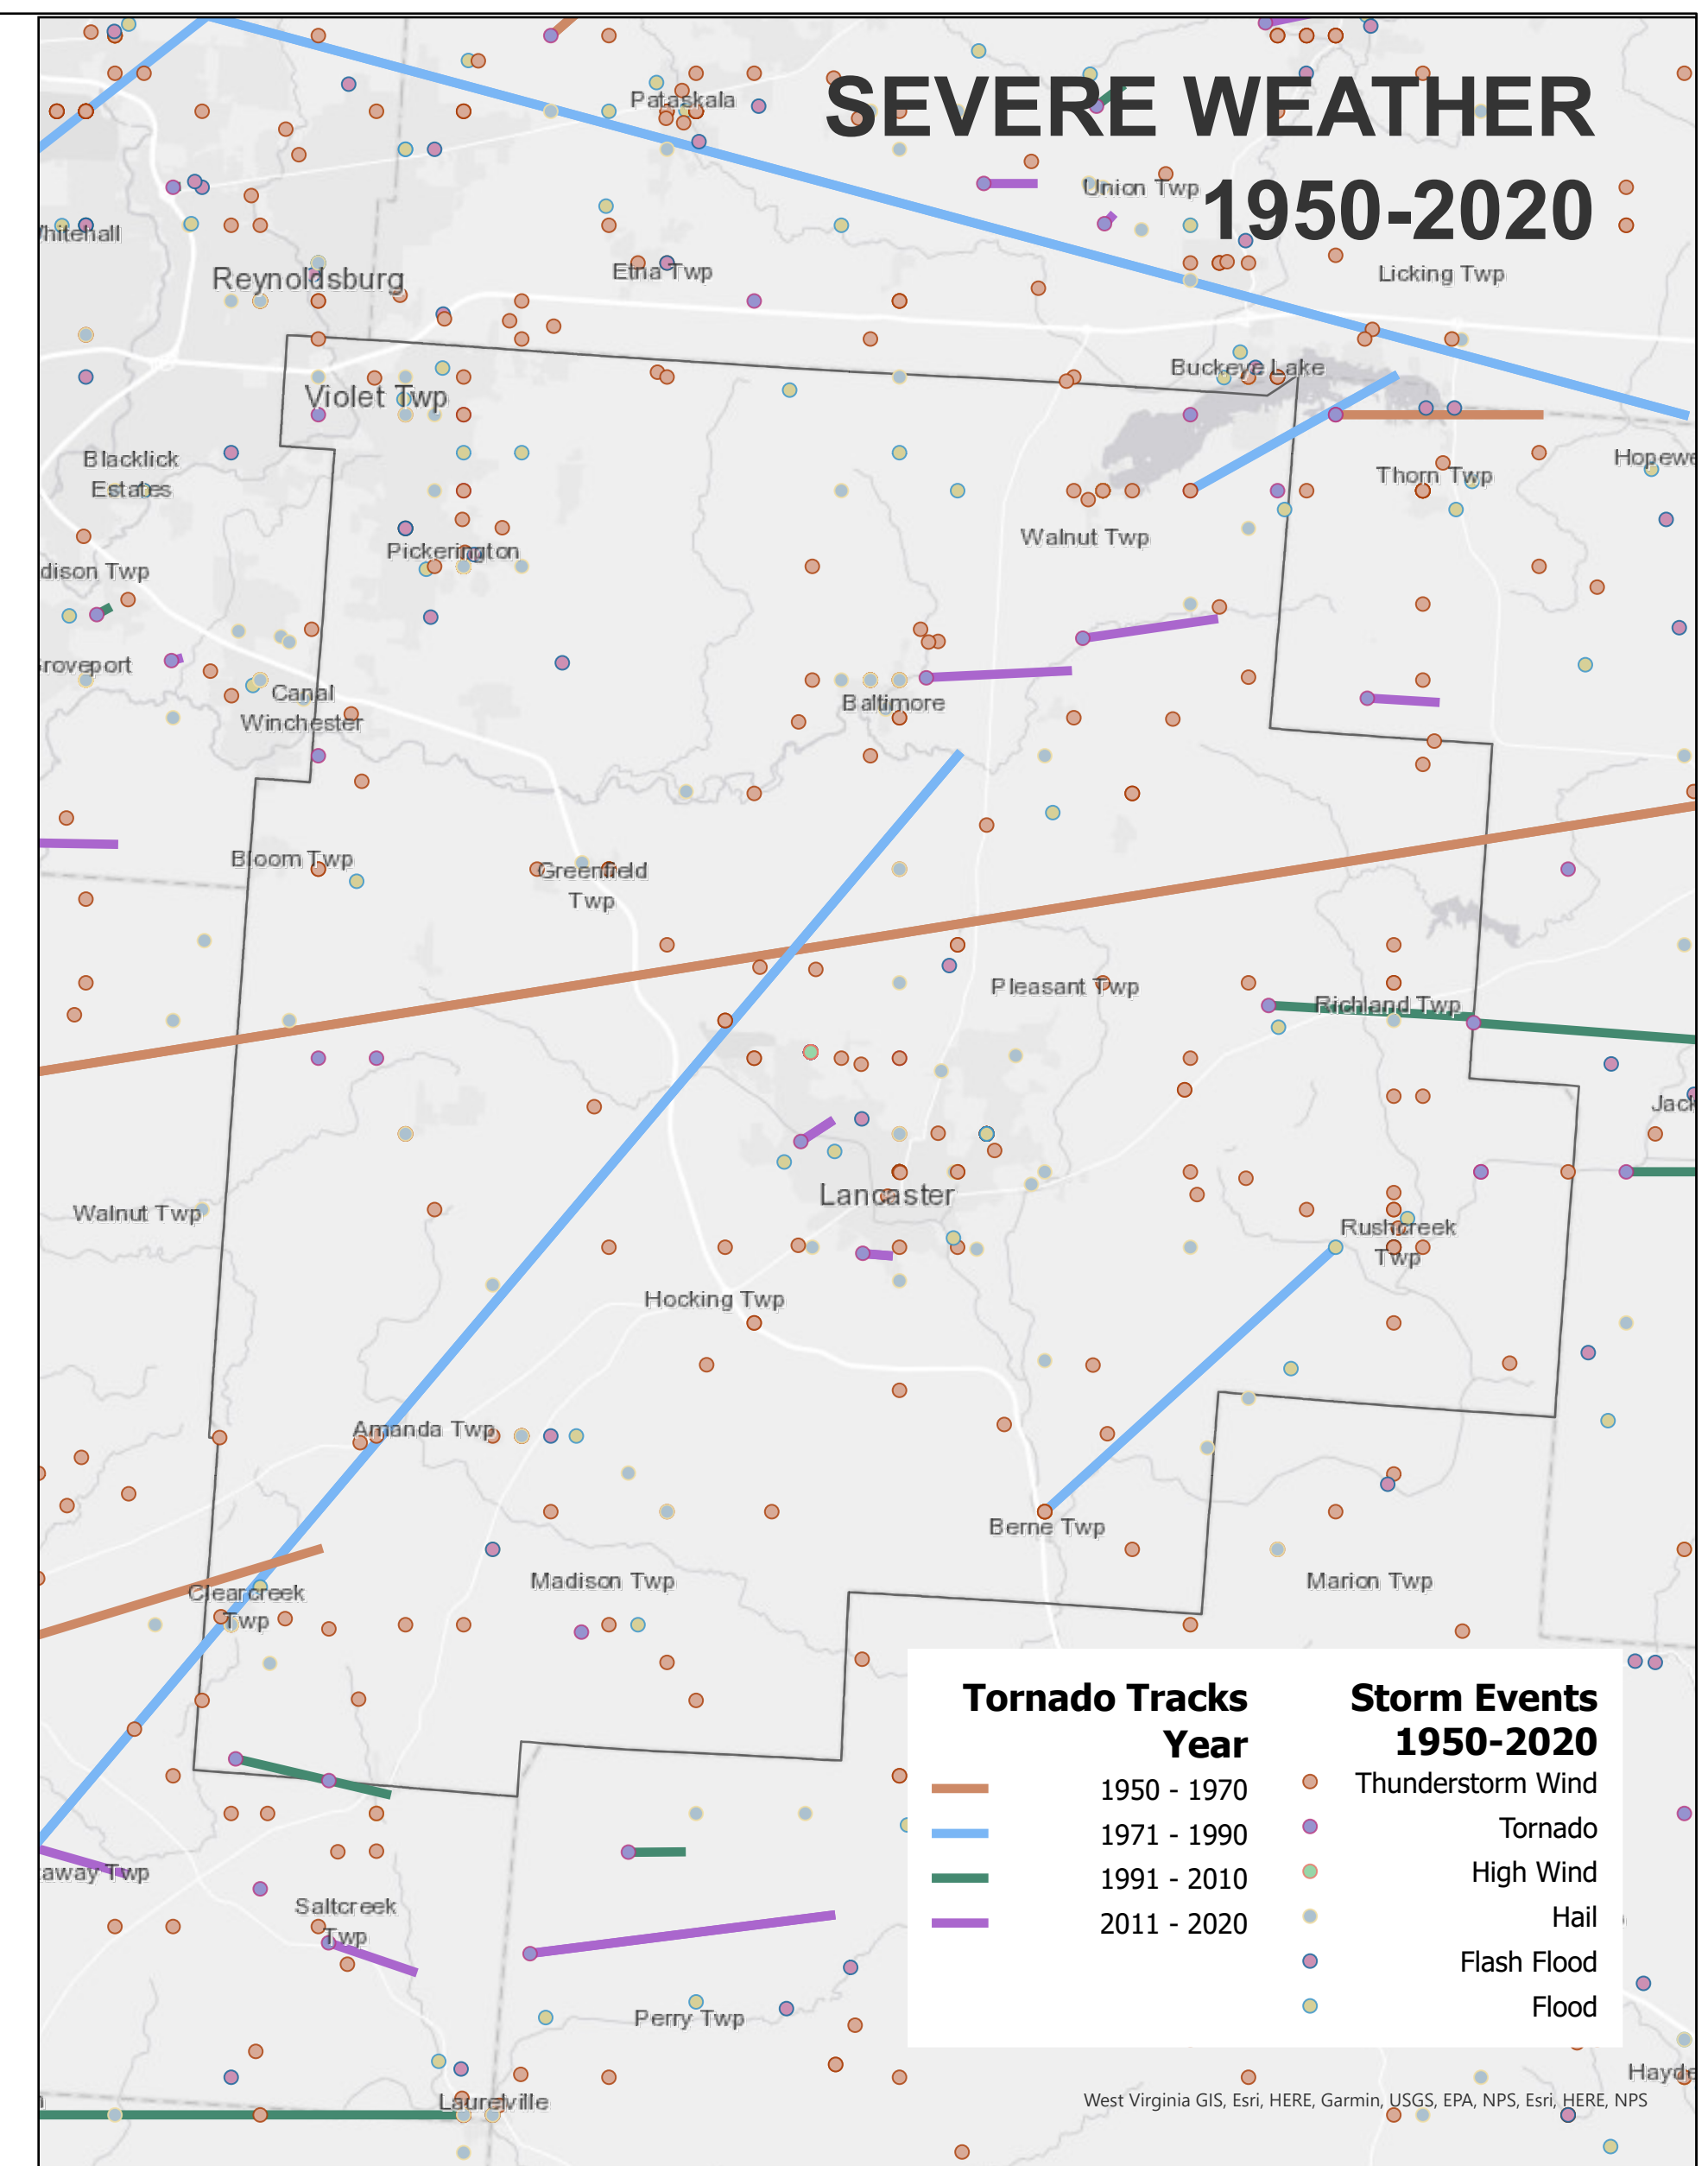 SEVERE WEATHER
1950-2020
Pataskala
Union Twp
Reynoldsburg
Etna Twp
Licking Twp
Violet Twp
Buckeye Lake
Blacklick
Estates
Thorn Twp
Pickerington
Walnut Twp
dison Twp
Canal
Winchester
Baltimore
Bloom Twp
Greenfield
Twp
Pleasant Twp
Richland Twp
Jack
Walnut Twp
Lancaster
Rushcreek
Twp
Hocking Twp
Amanda Twp
Berne Twp
Clearcreek
Twp
Madison Twp
Marion Twp
Tornado Tracks
Year
1950 - 1970
1971 - 1990
1991 - 2010
2011 - 2020
Storm Events
1950-2020
Thunderstorm Wind
Tornado
High Wind
Hail
Flash Flood
Flood
away Twp
Saltcreek
Twp
Perry Twp
Hayde
Laurelville
West Virginia GIS, Esri, HERE, Garmin, USGS, EPA, NPS, Esri, HERE, NPS